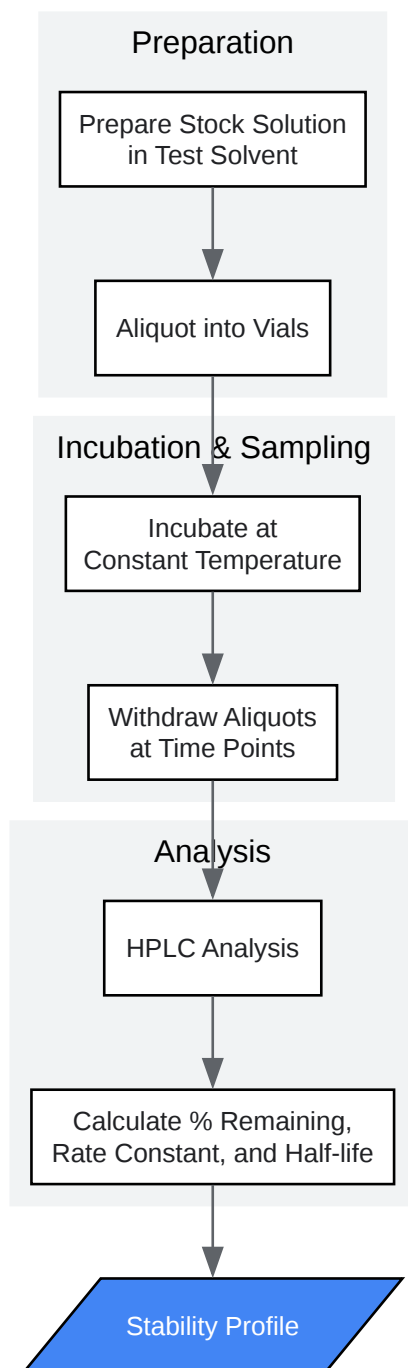 Preparation
Prepare Stock Solution
in Test Solvent
Aliquot into Vials
Incubation & Sampling
Incubate at
Constant Temperature
Withdraw Aliquots
at Time Points
Analysis
HPLC Analysis
Calculate % Remaining,
Rate Constant, and Half-life
Stability Profile